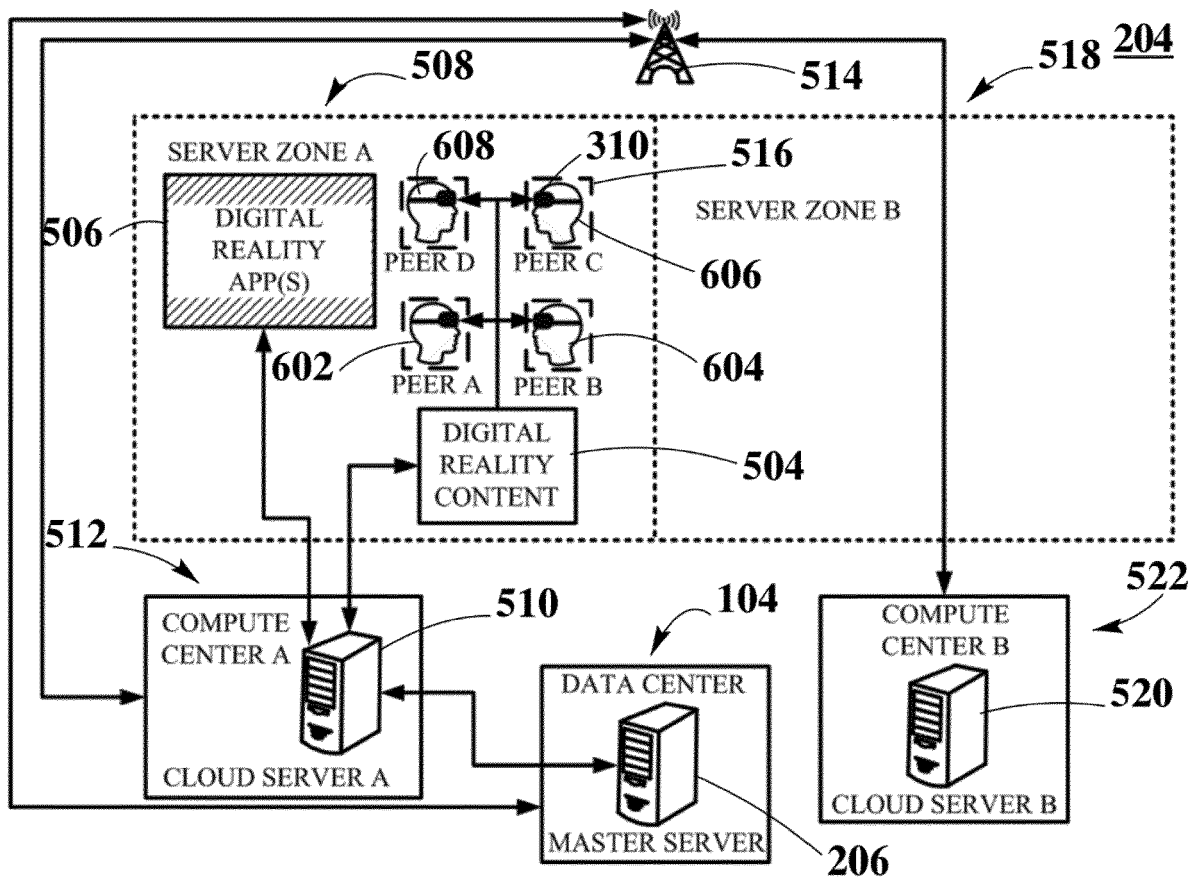 204
508
514
518
SERVER ZONE A
608
310
516
506
DIGITAL
REALITY
APP(S)
SERVER ZONE B
PEER D
PEER C
606
602
604
PEER A
PEER B
DIGITAL
REALITY
CONTENT
504
512
522
COMPUTE
CENTER A
510
104
COMPUTE
CENTER B
DATA CENTER
520
CLOUD SERVER A
CLOUD SERVER B
MASTER SERVER
206